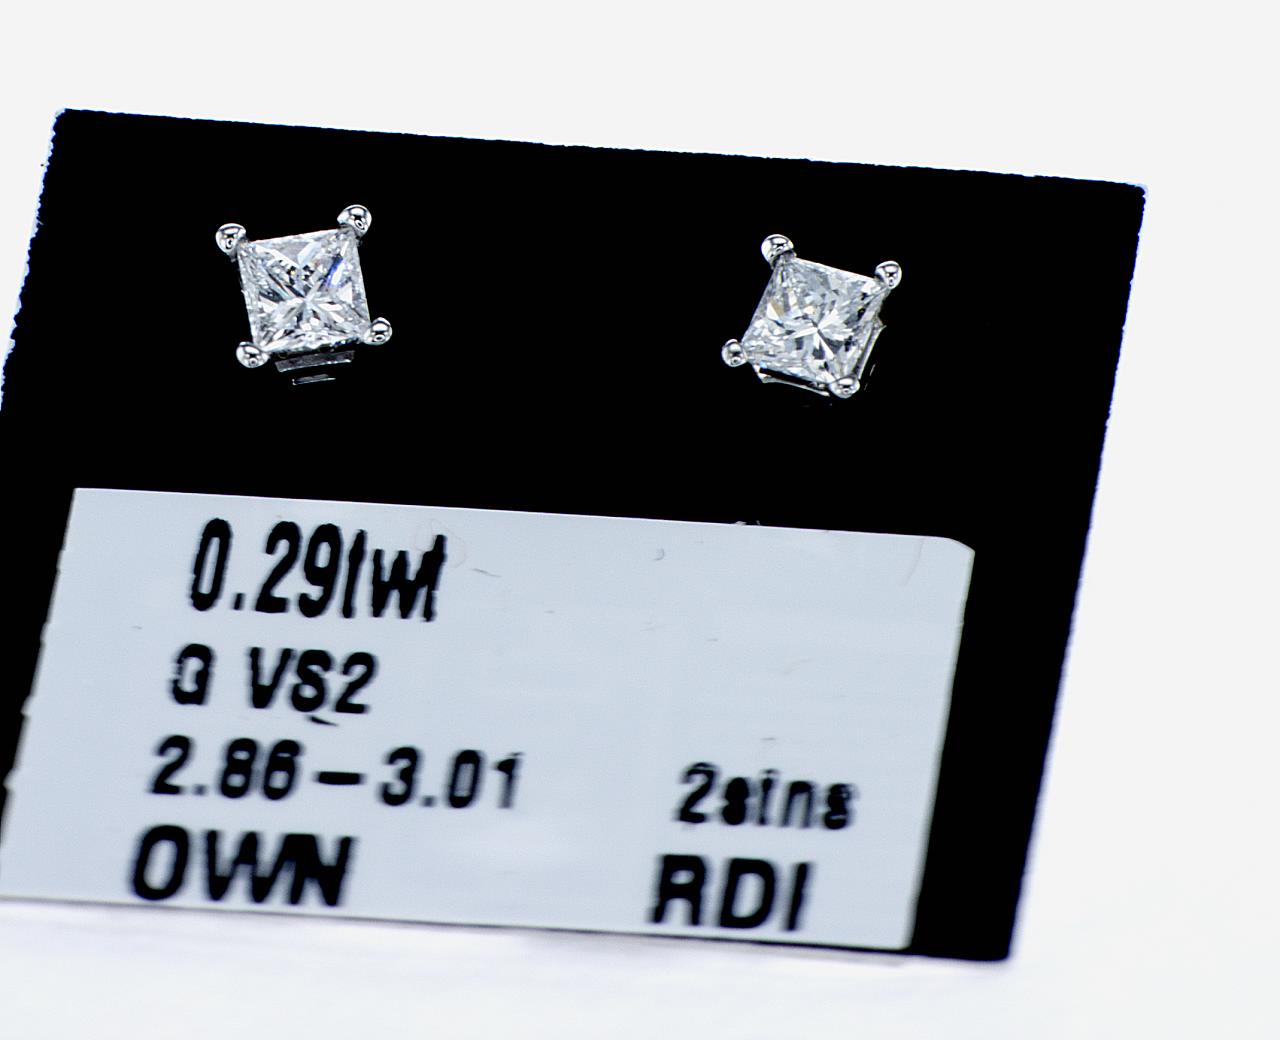 0.29twt
G VS2
2.86-3.01 2stns
OWN RDI